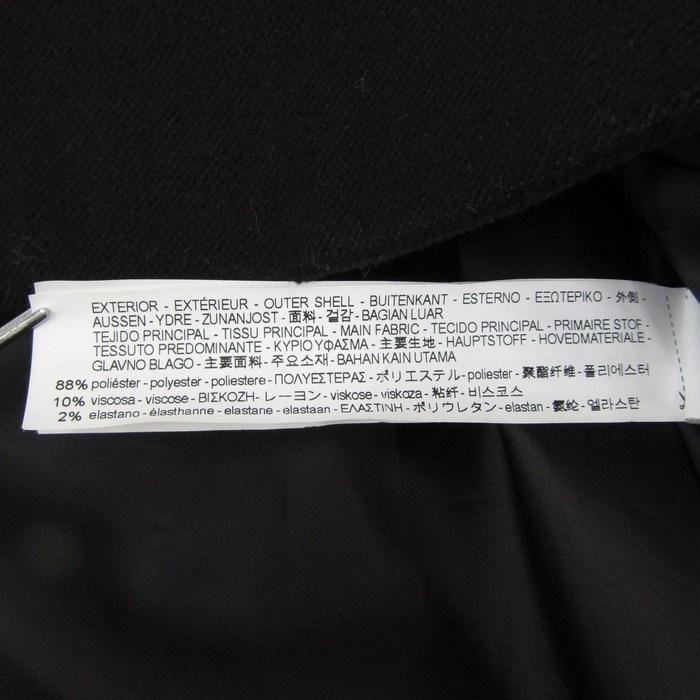 EXTERIOR - EXTÉRIEUR - OUTER SHELL - BUITENKANT - ESTERNO - ΕΞΩΤΕΡΙΚΟ - 外側 -
AUSSEN - YDRE - ZUNANJOST - 面料 - 겉감 - BAGIAN LUAR
TEJIDO PRINCIPAL - TISSU PRINCIPAL - MAIN FABRIC - TECIDO PRINCIPAL - PRIMAIRE STOF -
TESSUTO PREDOMINANTE - ΚΥΡΙΟ ΥΦΑΣΜΑ - 主要生地 - HAUPTSTOFF - HOVEDMATERIALE -
GLAVNO BLAGO - 主要面料 - 주요소재 - BAHAN KAIN UTAMA
88% poliéster - polyester - poliestere - ΠΟΛΥΕΣΤΕΡΑΣ - ポリエステル - poliester - 聚酯纤维 - 폴리에스터
10% viscosa - viscose - ΒΙΣΚΟΖΗ - レーヨン - viskose - viskoza - 粘纤 - 비스코스
2% elastano - élasthanne - elastane - elastaan - ΕΛΑΣΤΙΝΗ - ポリウレタン - elastan - 氨纶 - 엘라스탄